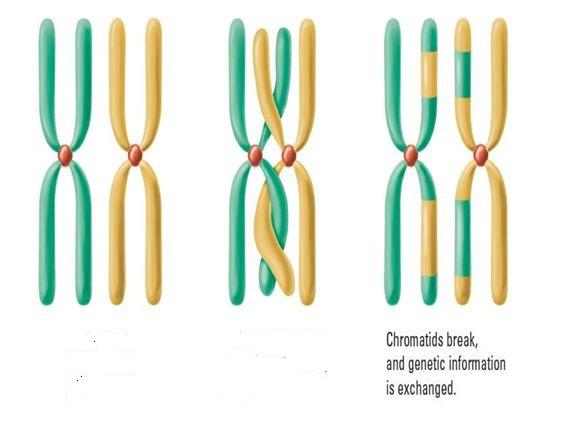 Chromatids break,
and genetic information
is exchanged.